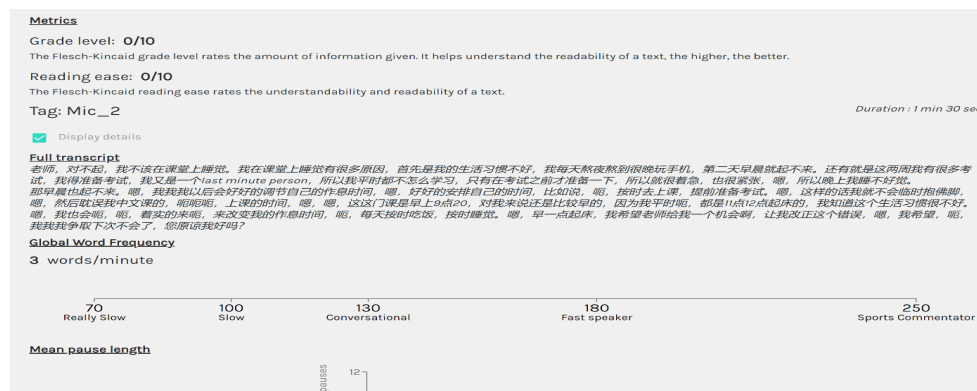 Metrics
Grade level: 0/10
The Flesch-Kincaid grade level rates the amount of information given. It helps understand the readability of a text, the higher, the better.
Reading ease: 0/10
The Flesch-Kincaid reading ease rates the understandability and readability of a text.
Tag: Mic_2
Duration : 1 min 30 sec
Display details
Full transcript
老师，对不起，我不该在课堂上睡觉。我在课堂上睡觉有很多原因，首先是我的生活习惯不好，我每天熬夜熬到很晚玩手机，第二天早晨就起不来。还有就是这两周我有很多考
试，我得准备考试，我又是一个last minute person，所以我平时都不怎么学习，只有在考试之前才准备一下，所以就很着急，也很紧张，嗯，所以晚上我睡不好觉。
那早晨也起不来。嗯，我我我以后会好好的调节自己的作息时间，嗯，好好的安排自己的时间，比如说，呃，按时去上课，提前准备考试。嗯，这样的话我就不会临时抱佛脚，
嗯，然后耽误我中文课的，呃呃呃，上课的时间，嗯，嗯，这这门课是早上9点20，对我来说还是比较早的，因为我平时呃，都是11点12点起床的，我知道这个生活习惯很不好。
嗯，我也会呃，呃，着实的来呃，来改变我的作息时间，呃，每天按时吃饭，按时睡觉。嗯，早一点起床，我希望老师给我一个机会啊，让我改正这个错误，嗯，我希望，呃，
我我我争取下次不会了，您原谅我好吗？
Global Word Frequency
3 words/minute
70 100 130 180 250
Really Slow Slow Conversational Fast speaker Sports Commentator
Mean pause length
12
pauses